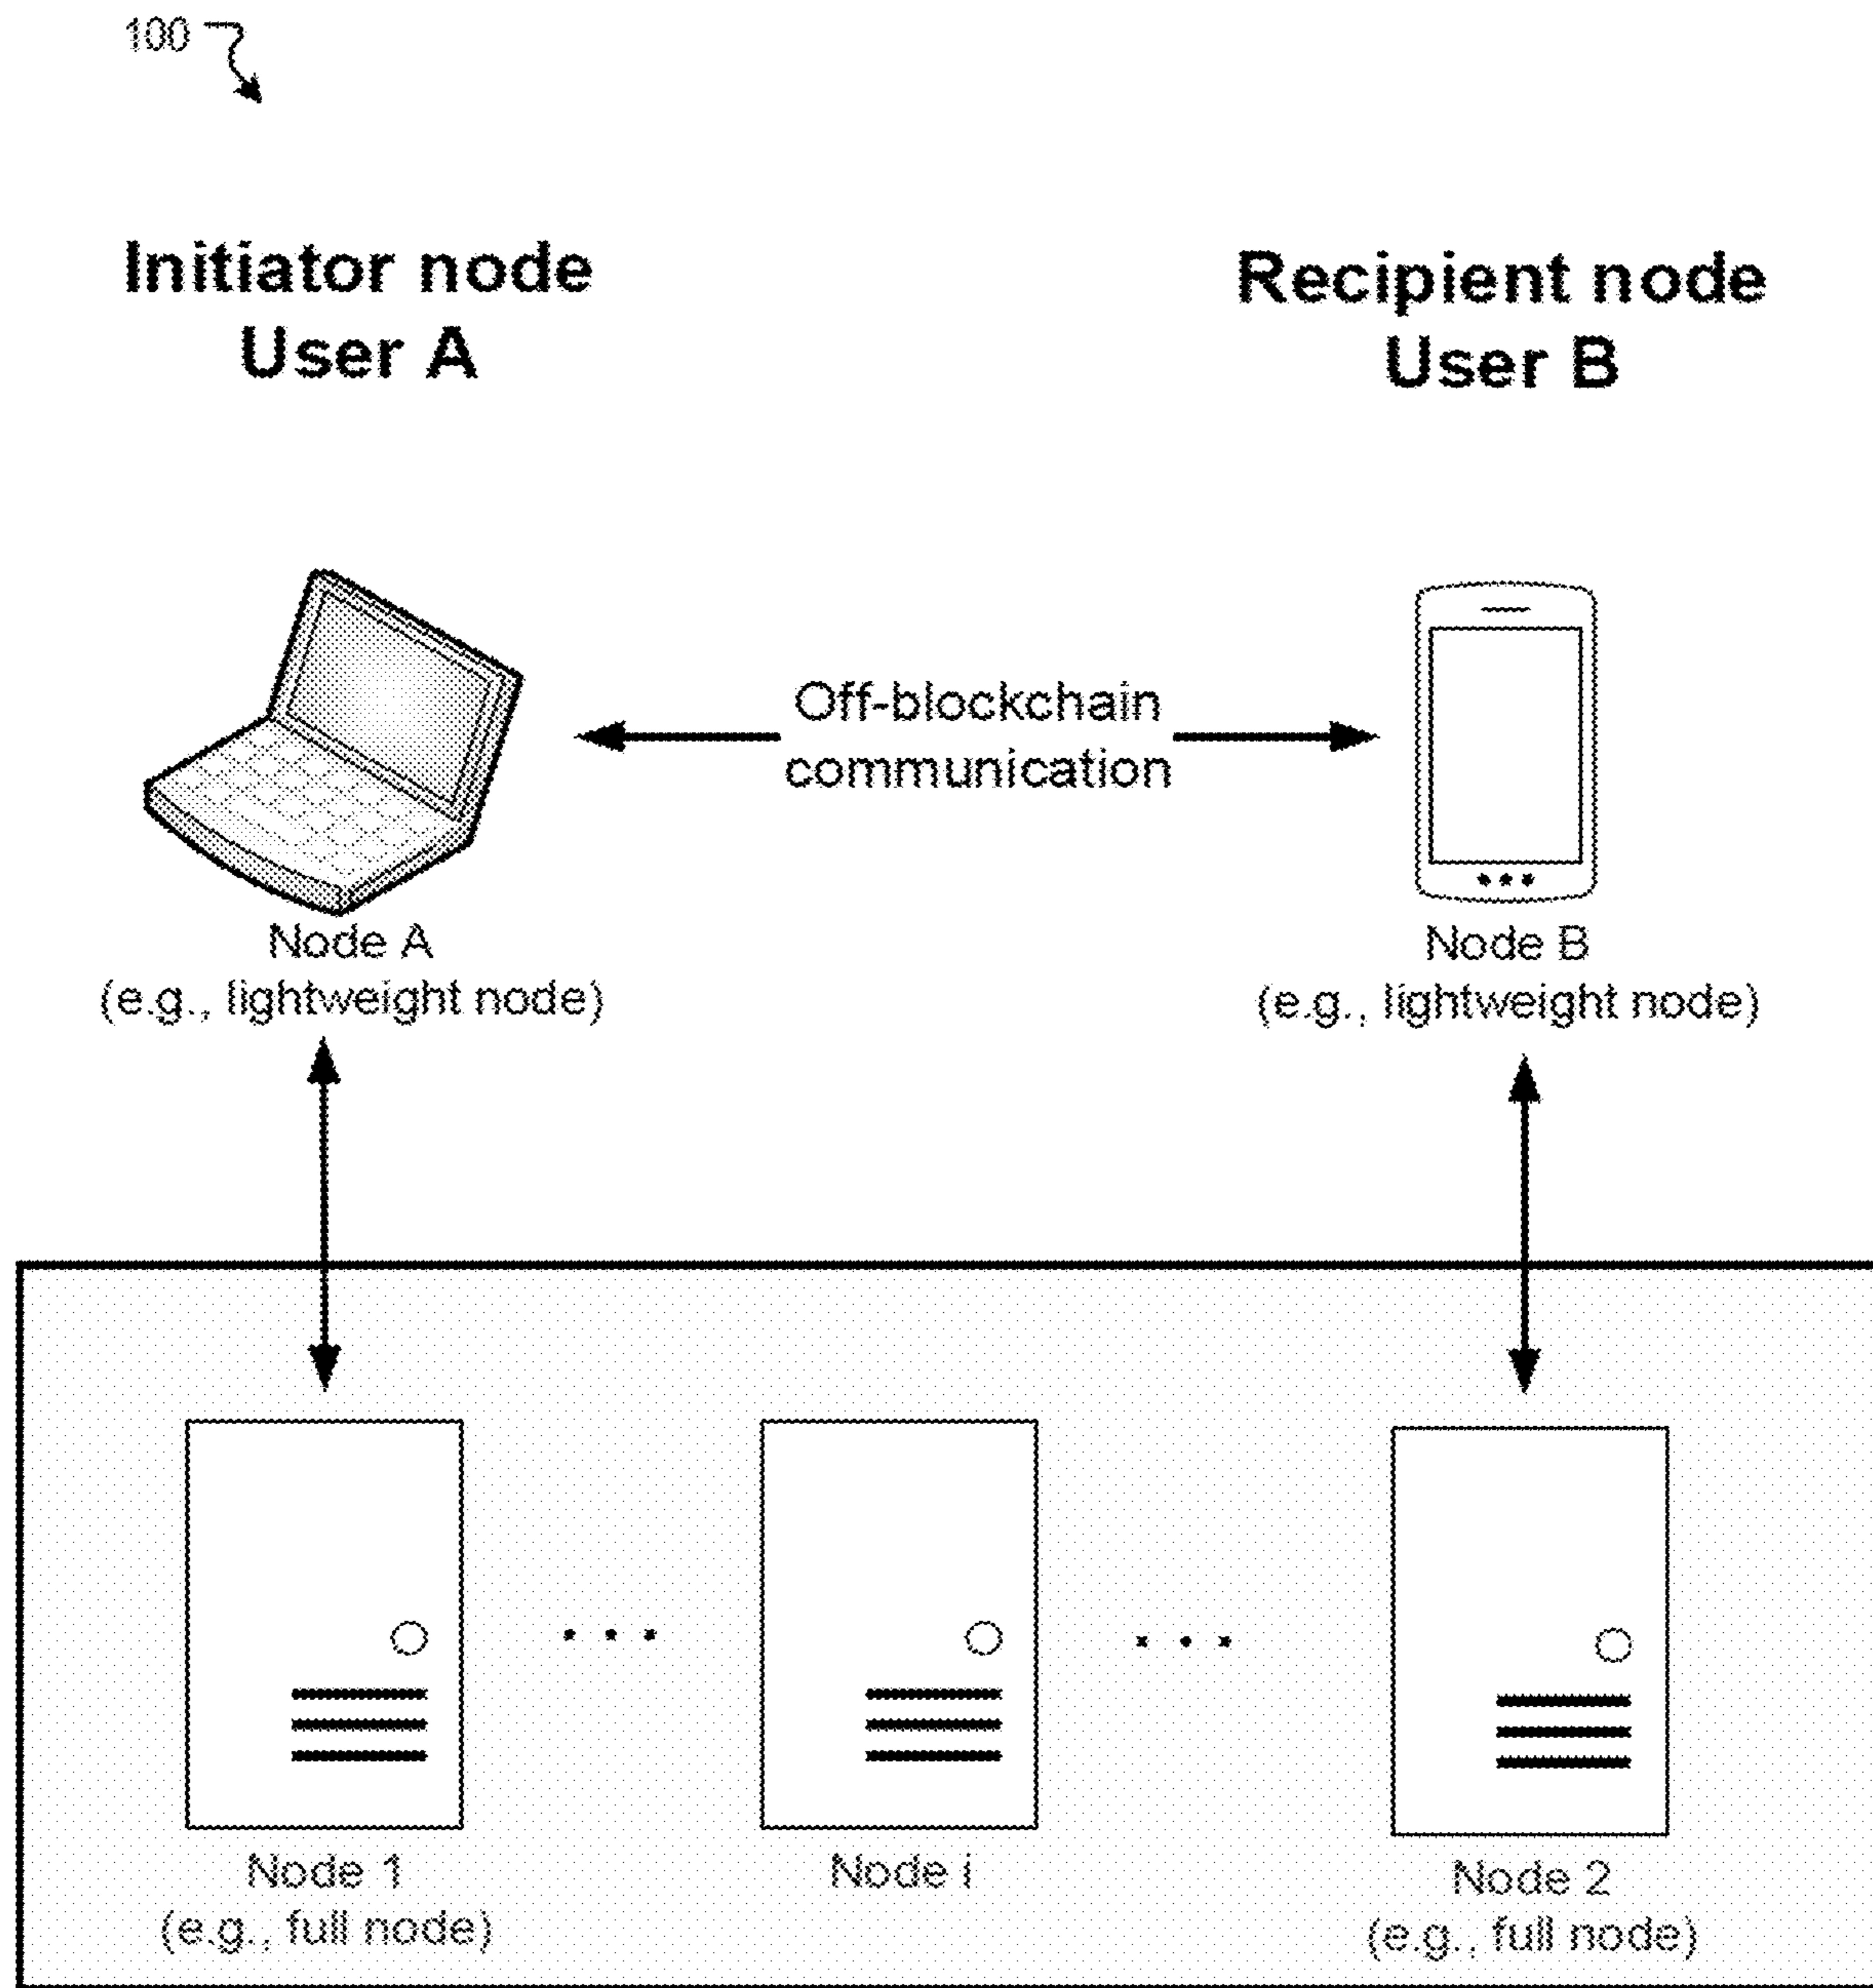 100
Initiator node
User A
Recipient node
User B
Off-blockchain
communication
Node A
(e.g., lightweight node)
Node B
(e.g., lightweight node)
Node 1
(e.g., full node)
Node i
Node 2
(e.g., full node)